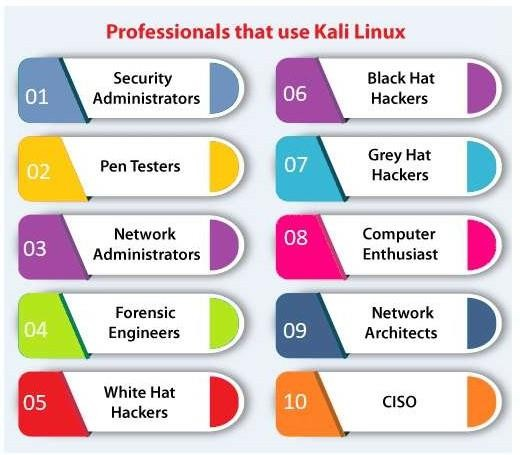 Professionals that use Kali Linux
01
Security
Administrators
02
Pen Testers
03
Network
Administrators
04
Forensic
Engineers
05
White Hat
Hackers
06
Black Hat
Hackers
07
Grey Hat
Hackers
08
Computer
Enthusiast
09
Network
Architects
10
CISO